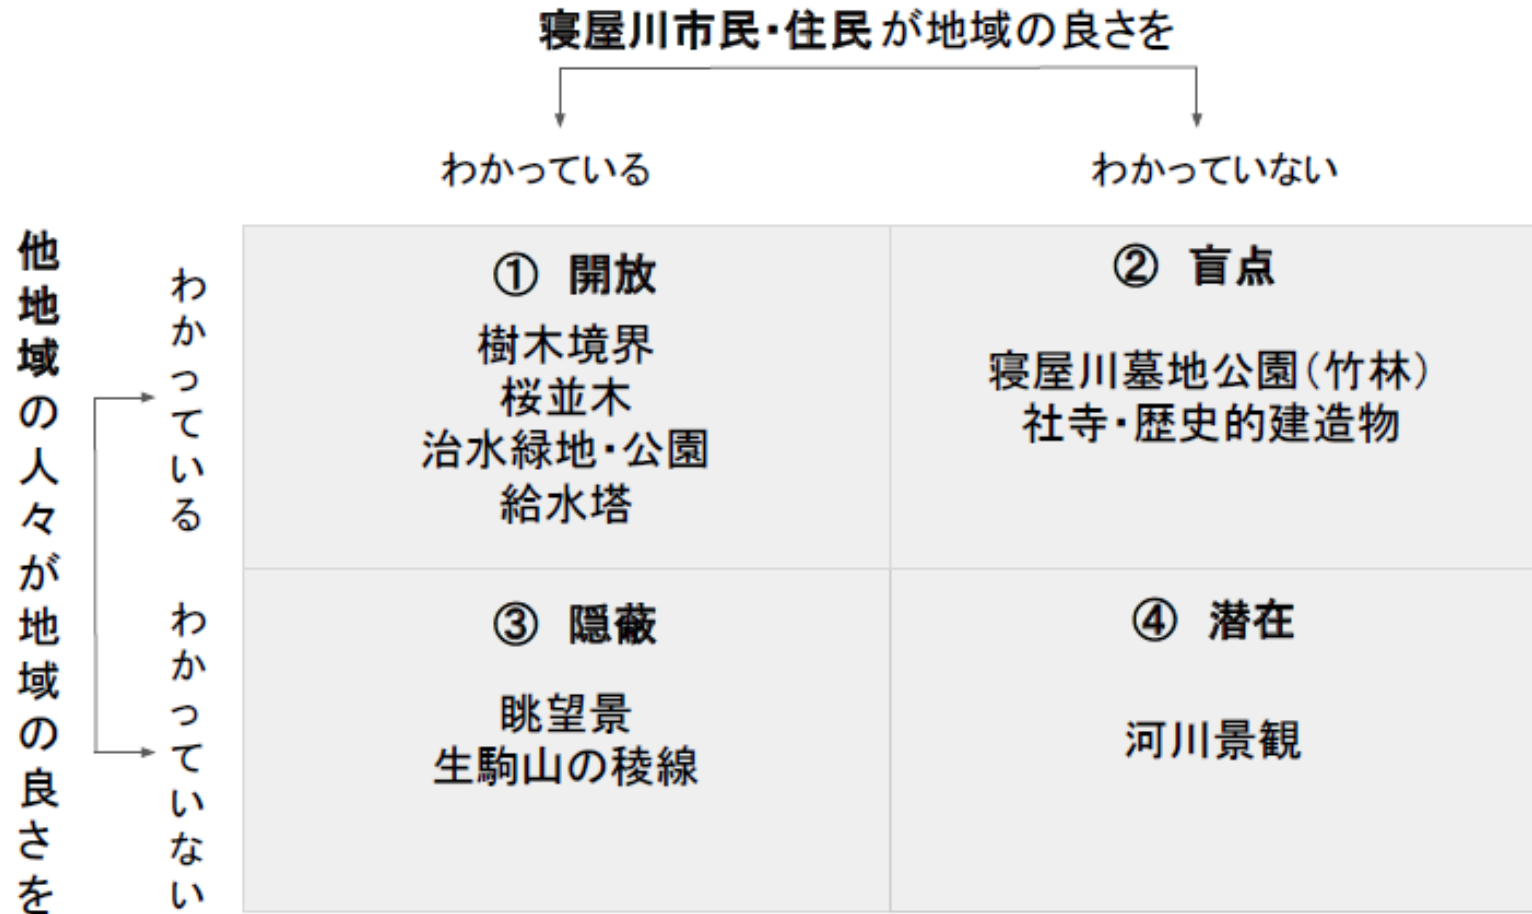 寝屋川市民・住民が地域の良さを
わかっている
わかっていない
他地域の人々が地域の良さを
わかっている
わかっていない
① 開放
樹木境界
桜並木
治水緑地・公園
給水塔
② 盲点
寝屋川墓地公園(竹林)
社寺・歴史的建造物
③ 隠蔽
眺望景
生駒山の稜線
④ 潜在
河川景観